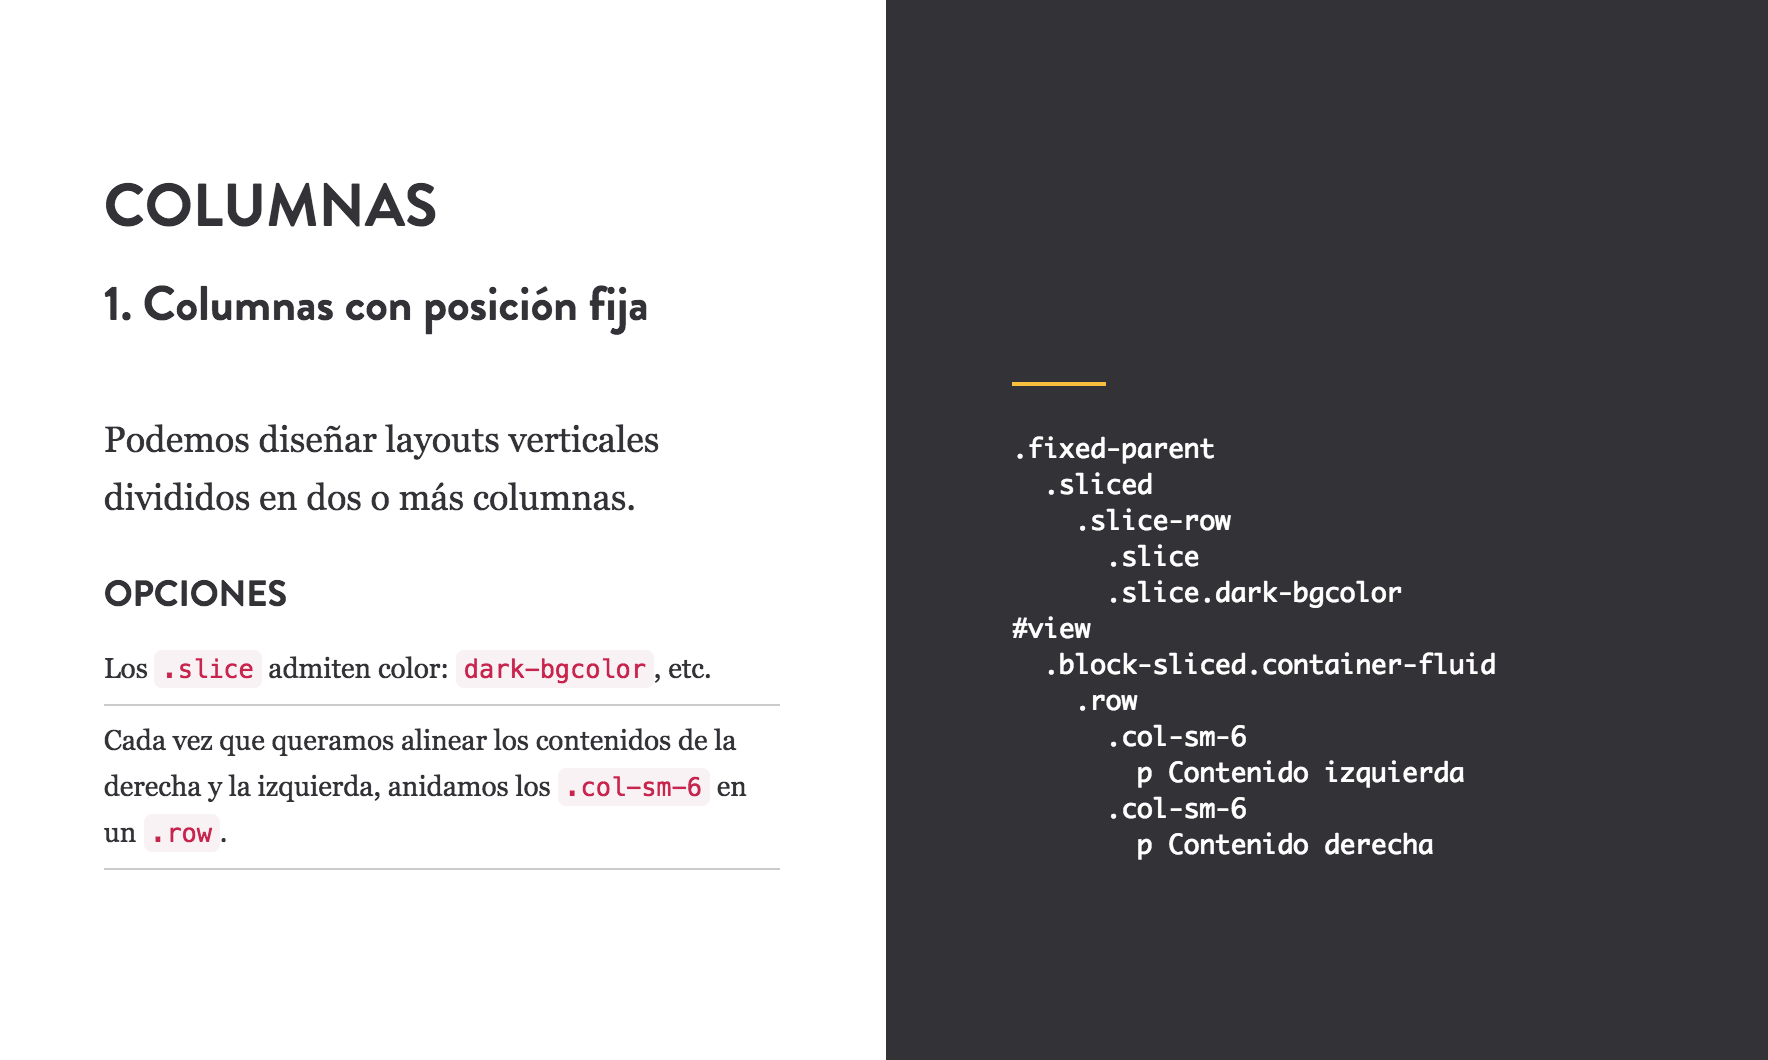 COLUMNAS
1. Columnas con posición fija
Podemos diseñar layouts verticales
divididos en dos o más columnas.
OPCIONES
Los .slice admiten color: dark-bgcolor, etc.
Cada vez que queramos alinear los contenidos de la
derecha y la izquierda, anidamos los .col-sm-6 en
un .row.
.fixed-parent
  .sliced
    .slice-row
      .slice
      .slice.dark-bgcolor
#view
  .block-sliced.container-fluid
    .row
      .col-sm-6
        p Contenido izquierda
      .col-sm-6
        p Contenido derecha